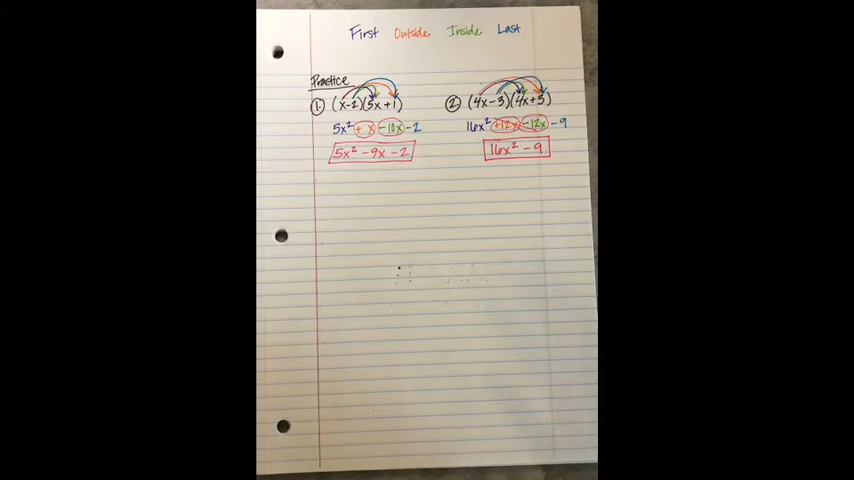 First Outside Inside Last
Practice
1. (x-2)(5x+1)
5x² + x - 10x - 2
5x² - 9x - 2
2. (4x-3)(4x+3)
16x² + 12x - 12x - 9
16x² - 9